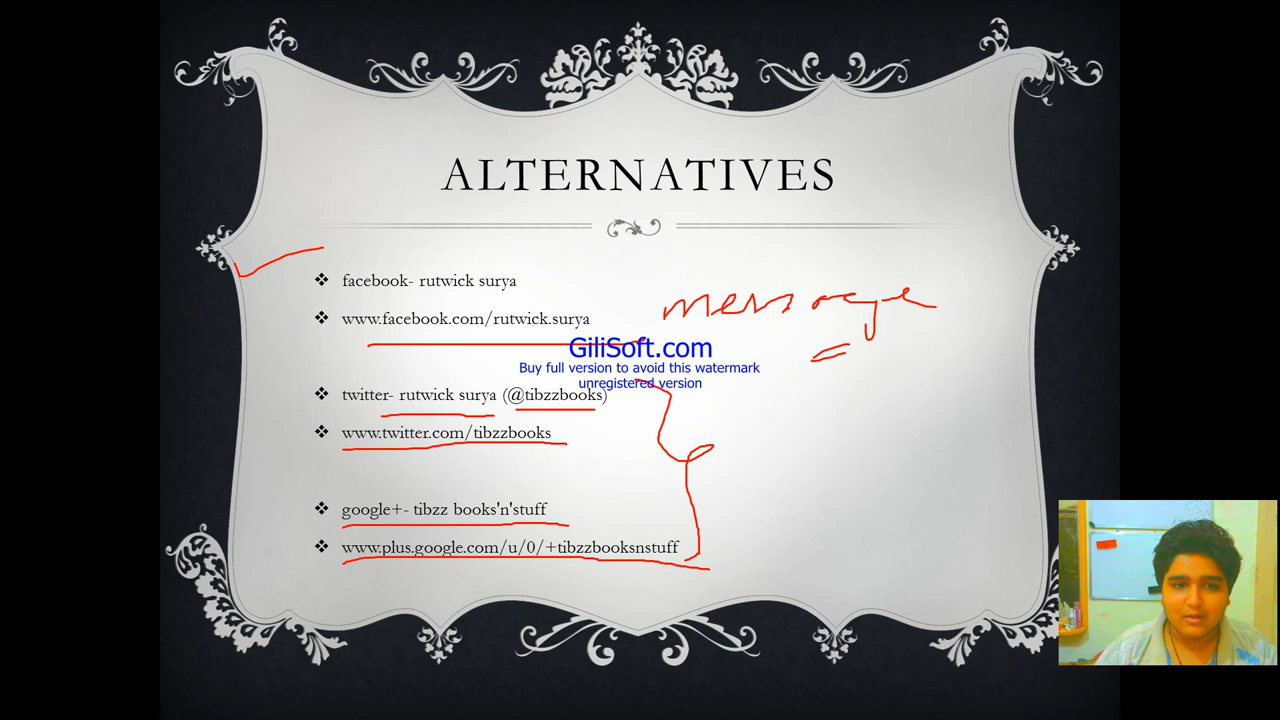 ALTERNATIVES
facebook- rutwick surya
www.facebook.com/rutwick.surya
message
GiliSoft.com
Buy full version to avoid this watermark
unregistered version
twitter- rutwick surya (@tibzzbooks)
www.twitter.com/tibzzbooks
google+- tibzz books'n'stuff
www.plus.google.com/u/0/+tibzzbooksnstuff